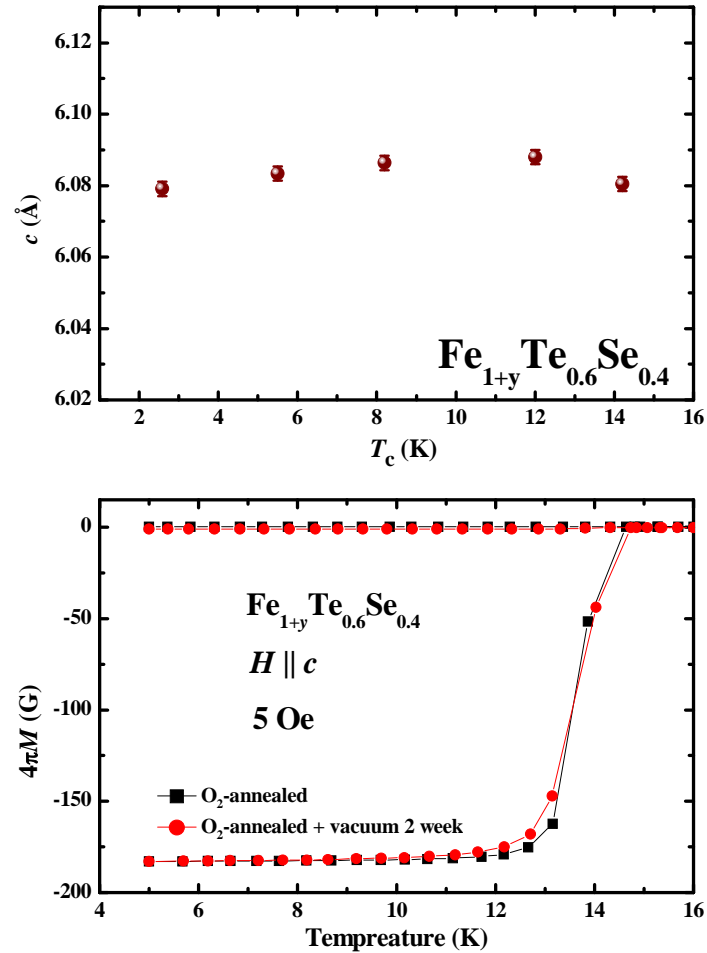 6.13
6.12
6.10
6.08
6.06
6.04
6.02
c (Å)
Fe1+yTe0.6Se0.4
2 4 6 8 10 12 14 16
Tc (K)
0
-50
-100
-150
-200
4πM (G)
Fe1+yTe0.6Se0.4
H || c
5 Oe
O2-annealed
O2-annealed + vacuum 2 week
4 6 8 10 12 14 16
Tempreature (K)